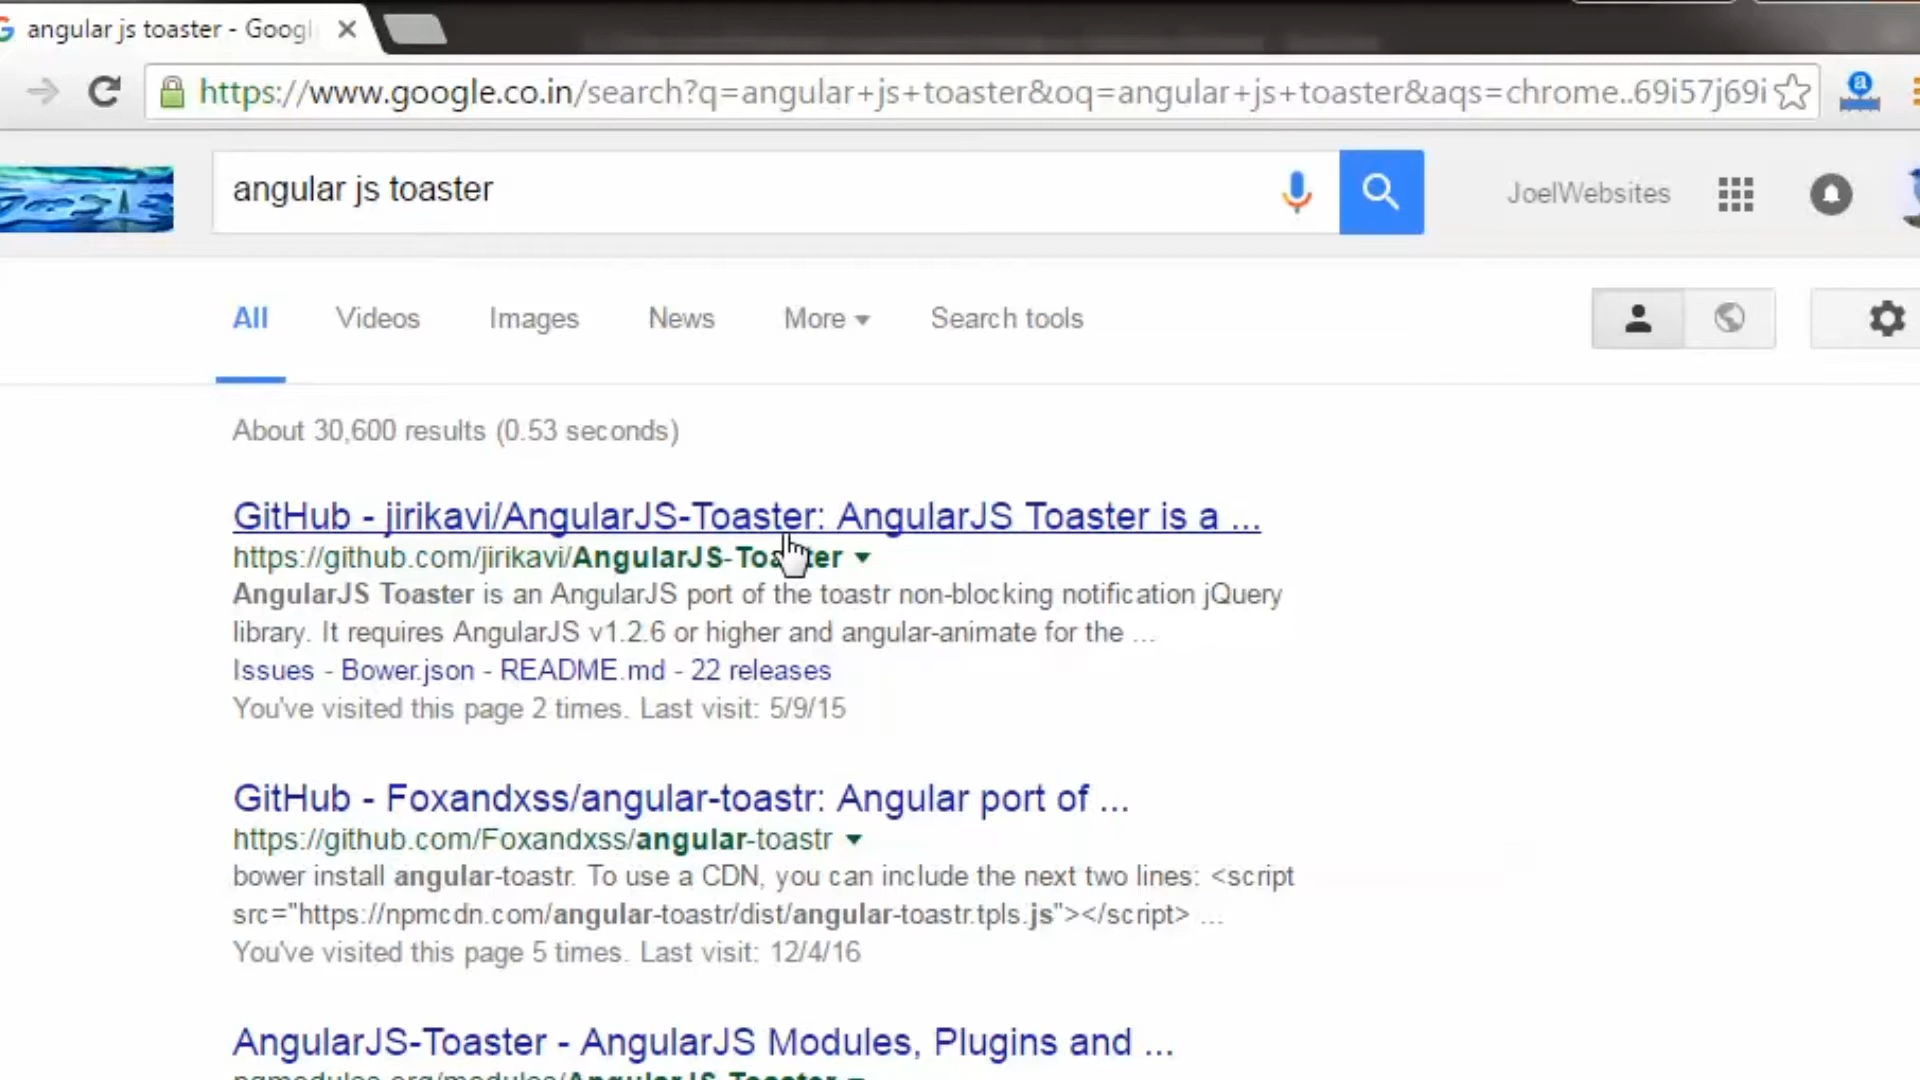 angular js toaster - Googl
https://www.google.co.in/search?q=angular+js+toaster&oq=angular+js+toaster&aqs=chrome..69i57j69i
angular js toaster
JoelWebsites
All Videos Images News More Search tools
About 30,600 results (0.53 seconds)
GitHub - jirikavi/AngularJS-Toaster: AngularJS Toaster is a ...
https://github.com/jirikavi/AngularJS-Toaster
AngularJS Toaster is an AngularJS port of the toastr non-blocking notification jQuery
library. It requires AngularJS v1.2.6 or higher and angular-animate for the ...
Issues - Bower.json - README.md - 22 releases
You've visited this page 2 times. Last visit: 5/9/15
GitHub - Foxandxss/angular-toastr: Angular port of ...
https://github.com/Foxandxss/angular-toastr
bower install angular-toastr. To use a CDN, you can include the next two lines: <script
src="https://npmcdn.com/angular-toastr/dist/angular-toastr.tpls.js"></script> ...
You've visited this page 5 times. Last visit: 12/4/16
AngularJS-Toaster - AngularJS Modules, Plugins and ...
ngmodules.org/modules/AngularJS-Toaster